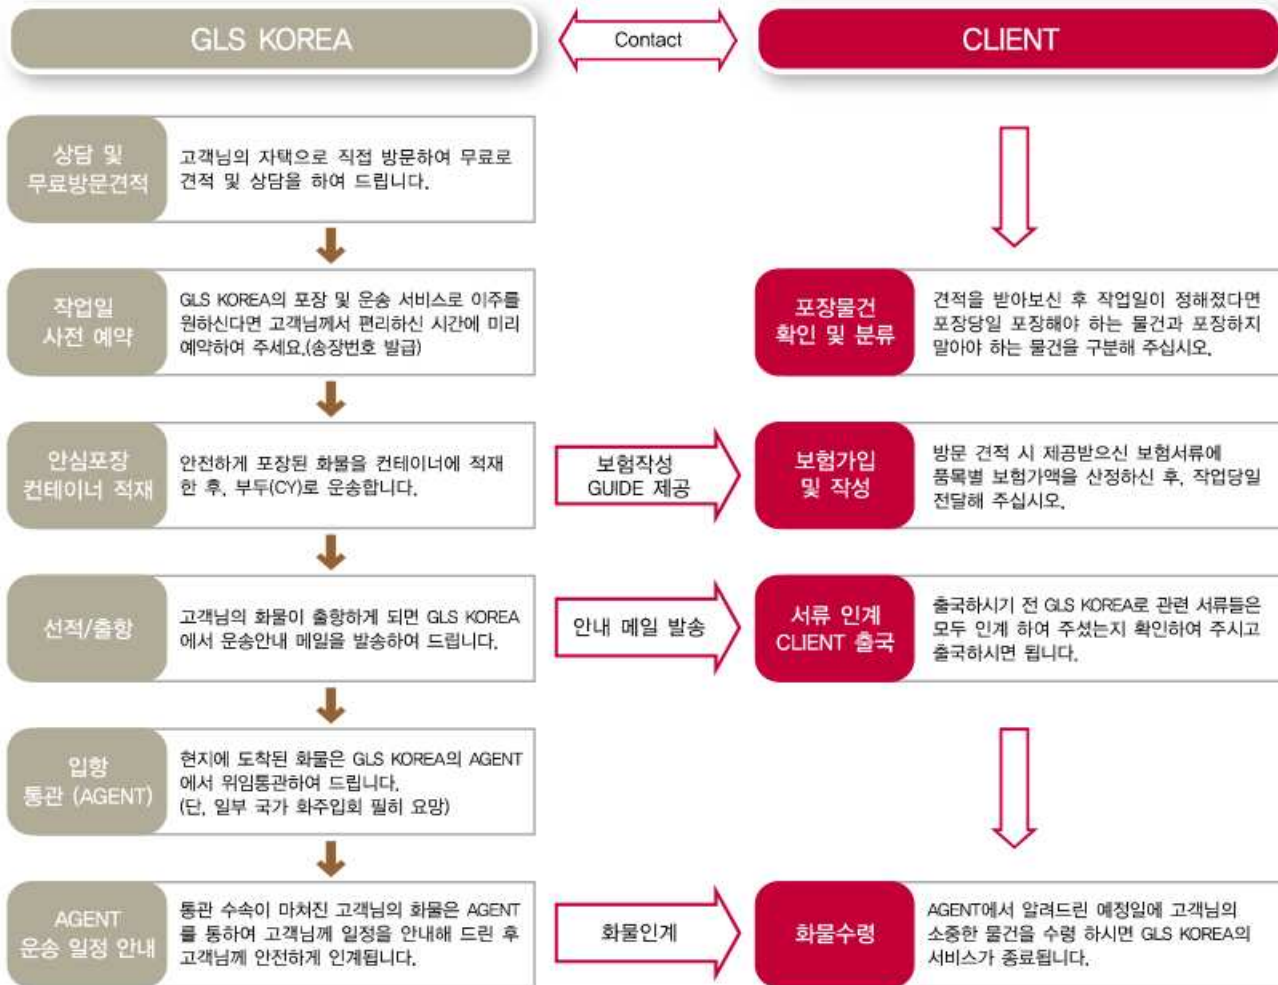 GLS KOREA
Contact
CLIENT
상담 및
무료방문견적
고객님의 자택으로 직접 방문하여 무료로
견적 및 상담을 하여 드립니다.
작업일
사전 예약
GLS KOREA의 포장 및 운송 서비스로 이주를
원하신다면 고객님께서 편리하신 시간에 미리
예약하여 주세요.(송장번호 발급)
포장물건
확인 및 분류
견적을 받아보신 후 작업일이 정해졌다면
포장당일 포장해야 하는 물건과 포장하지
말아야 하는 물건을 구분해 주십시오.
안심포장
컨테이너 적재
안전하게 포장된 화물을 컨테이너에 적재
한 후, 부두(CY)로 운송합니다.
보험작성
GUIDE 제공
보험가입
및 작성
방문 견적 시 제공받으신 보험서류에
품목별 보험가액을 산정하신 후, 작업당일
전달해 주십시오.
선적/출항
고객님의 화물이 출항하게 되면 GLS KOREA
에서 운송안내 메일을 발송하여 드립니다.
안내 메일 발송
서류 인계
CLIENT 출국
출국하시기 전 GLS KOREA로 관련 서류들은
모두 인계 하여 주셨는지 확인하여 주시고
출국하시면 됩니다.
입항
통관 (AGENT)
현지에 도착된 화물은 GLS KOREA의 AGENT
에서 위임통관하여 드립니다.
(단, 일부 국가 화주입회 필히 요망)
AGENT
운송 일정 안내
통관 수속이 마쳐진 고객님의 화물은 AGENT
를 통하여 고객님께 일정을 안내해 드린 후
고객님께 안전하게 인계됩니다.
화물인계
화물수령
AGENT에서 알려드린 예정일에 고객님의
소중한 물건을 수령 하시면 GLS KOREA의
서비스가 종료됩니다.